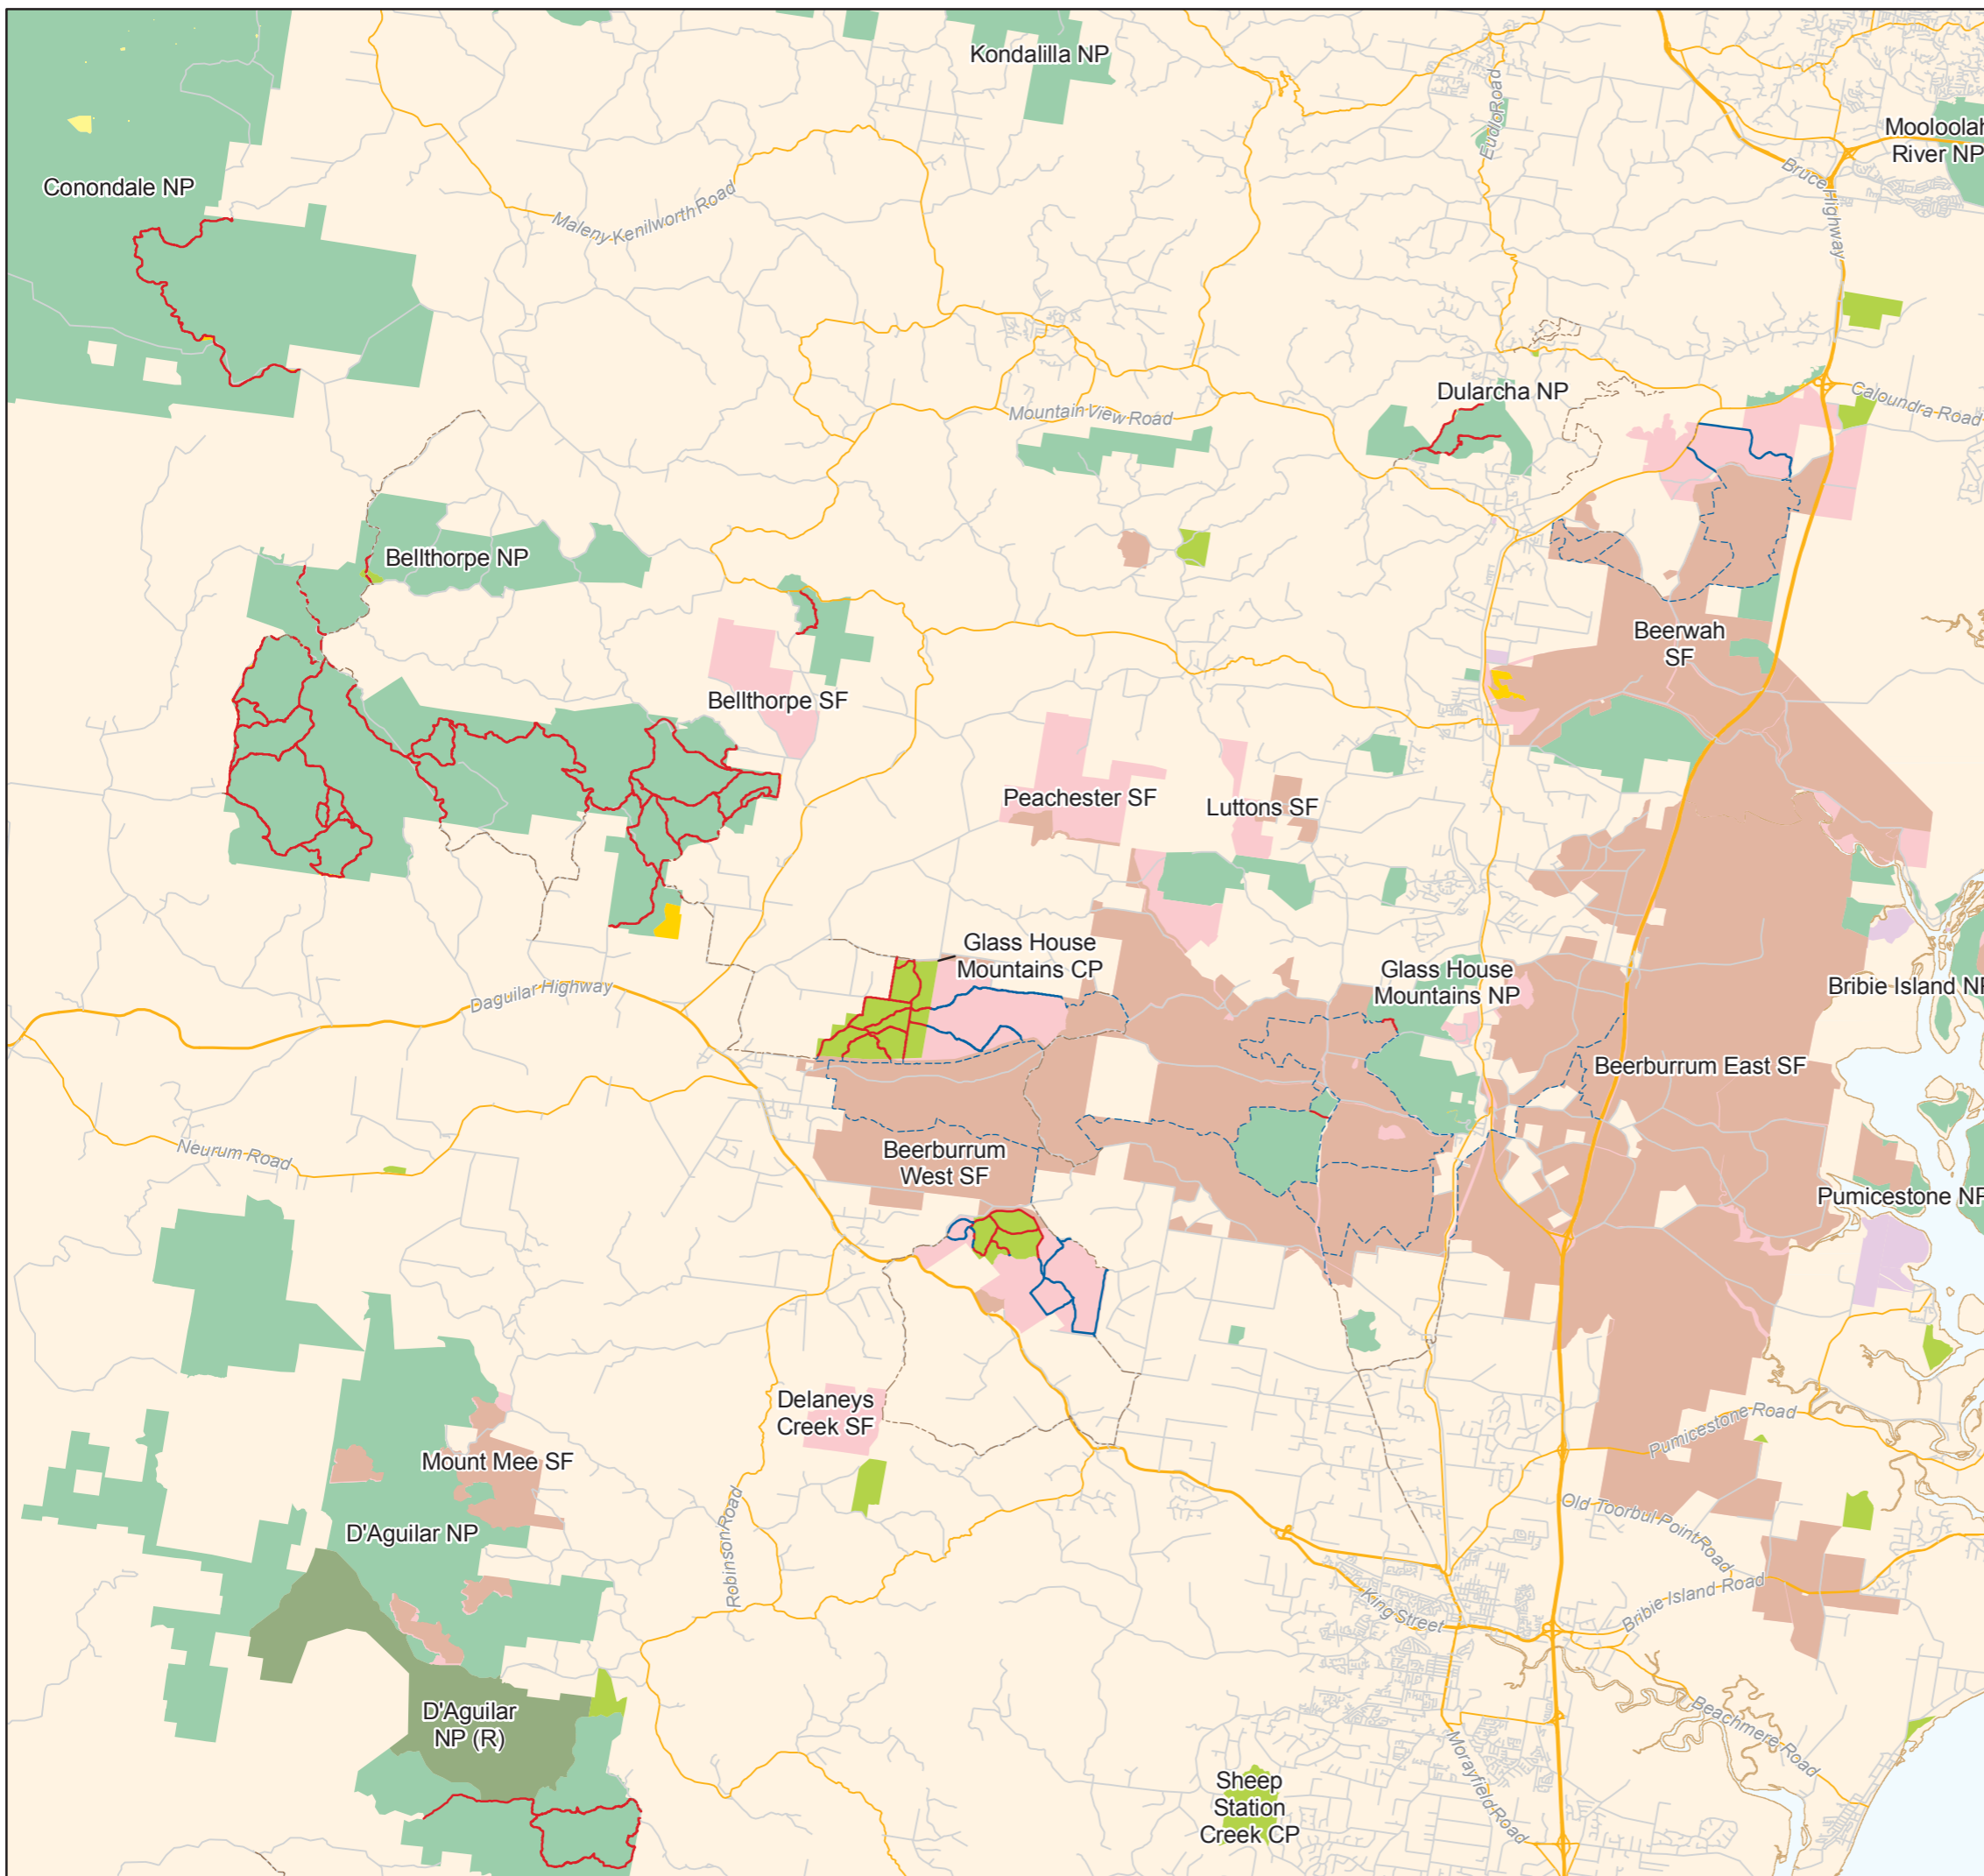 Kondalilla NP
Eudlo Road
Mooloolah
River NP
Bruce Highway
Conondale NP
Maleny Kenilworth Road
Dularcha NP
Caloundra Road
Mountain View Road
Bellthorpe NP
Beerwah
SF
Bellthorpe SF
Peachester SF
Luttons SF
Glass House
Mountains CP
Glass House
Mountains NP
Bribie Island NP
Daguilar Highway
Beerburrum East SF
Neurum Road
Beerburrum
West SF
Pumicestone NP
Delaneys
Creek SF
Pumicestone Road
Mount Mee SF
Old Toorbul Point Road
D'Aguilar NP
Robinson Road
Bribie Island Road
King Street
D'Aguilar
NP (R)
Beachmere Road
Morayfield Road
Sheep
Station
Creek CP